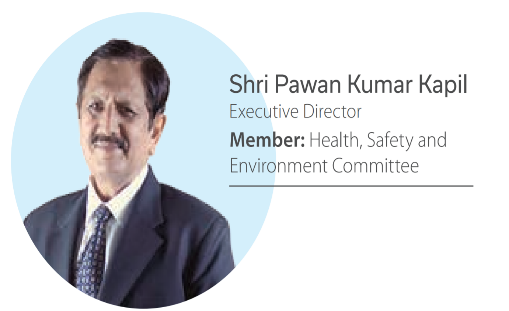 Shri Pawan Kumar Kapil
Executive Director
Member: Health, Safety and
Environment Committee